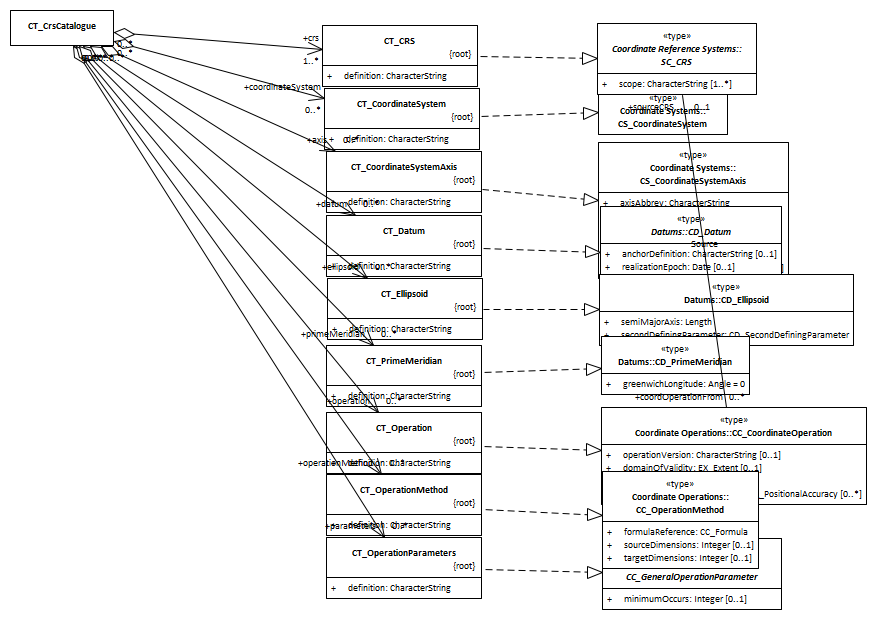 CT_CrsCatalogue
0..*
0..*
+crs
1..*
CT_CRS
{root}
+ definition: CharacterString
«type»
Coordinate Reference Systems::
SC_CRS
+ scope: CharacterString [1..*]
+coordinateSystem
0..*
CT_CoordinateSystem
{root}
+ definition: CharacterString
«type»
+sourceCRS 0..1
Coordinate Systems::
CS_CoordinateSystem
+axis 0..*
CT_CoordinateSystemAxis
{root}
+ definition: CharacterString
«type»
Coordinate Systems::
CS_CoordinateSystemAxis
+ axisAbbrev: CharacterString
+datum 0..*
CT_Datum
{root}
+ definition: CharacterString
«type»
Datums::CD_Datum
Source
+ anchorDefinition: CharacterString [0..1]
+ realizationEpoch: Date [0..1]
+ellipsoid 0..*
CT_Ellipsoid
{root}
+ definition: CharacterString
«type»
Datums::CD_Ellipsoid
+ semiMajorAxis: Length
+ secondDefiningParameter: CD_SecondDefiningParameter
+primeMeridian 0..*
CT_PrimeMeridian
{root}
+ definition: CharacterString
«type»
Datums::CD_PrimeMeridian
+ greenwichLongitude: Angle = 0
+coordOperationFrom 0..*
+operation 0..*
CT_Operation
{root}
+ definition: CharacterString
«type»
Coordinate Operations::CC_CoordinateOperation
+ operationVersion: CharacterString [0..1]
+ domainOfValidity: EX_Extent [0..1]
_PositionalAccuracy [0..*]
+operationMethod 0..*
CT_OperationMethod
{root}
+ definition: CharacterString
«type»
Coordinate Operations::
CC_OperationMethod
+ formulaReference: CC_Formula
+ sourceDimensions: Integer [0..1]
+ targetDimensions: Integer [0..1]
+parameters 0..*
CT_OperationParameters
{root}
+ definition: CharacterString
CC_GeneralOperationParameter
+ minimumOccurs: Integer [0..1]